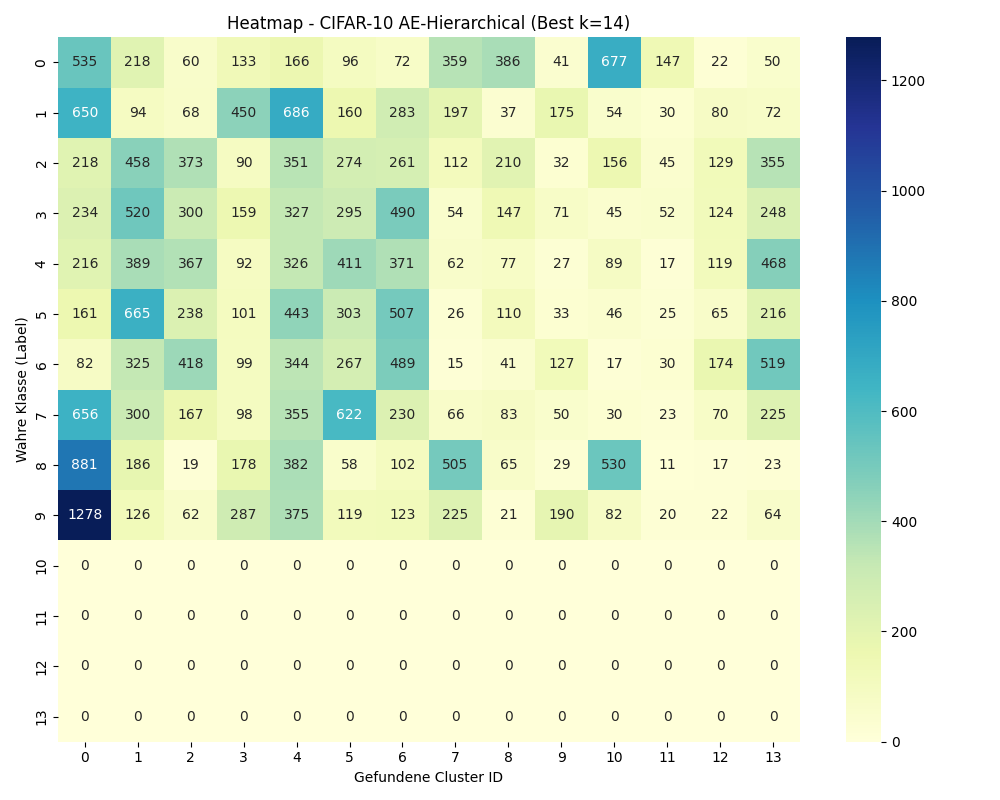 Heatmap - CIFAR-10 AE-Hierarchical (Best k=14)
Wahre Klasse (Label)
0 535 218 60 133 166 96 72 359 386 41 677 147 22 50
1 650 94 68 450 686 160 283 197 37 175 54 30 80 72
2 218 458 373 90 351 274 261 112 210 32 156 45 129 355
3 234 520 300 159 327 295 490 54 147 71 45 52 124 248
4 216 389 367 92 326 411 371 62 77 27 89 17 119 468
5 161 665 238 101 443 303 507 26 110 33 46 25 65 216
6 82 325 418 99 344 267 489 15 41 127 17 30 174 519
7 656 300 167 98 355 622 230 66 83 50 30 23 70 225
8 881 186 19 178 382 58 102 505 65 29 530 11 17 23
9 1278 126 62 287 375 119 123 225 21 190 82 20 22 64
10 0 0 0 0 0 0 0 0 0 0 0 0 0 0
11 0 0 0 0 0 0 0 0 0 0 0 0 0 0
12 0 0 0 0 0 0 0 0 0 0 0 0 0 0
13 0 0 0 0 0 0 0 0 0 0 0 0 0 0
0 1 2 3 4 5 6 7 8 9 10 11 12 13
Gefundene Cluster ID
1200
1000
800
600
400
200
0